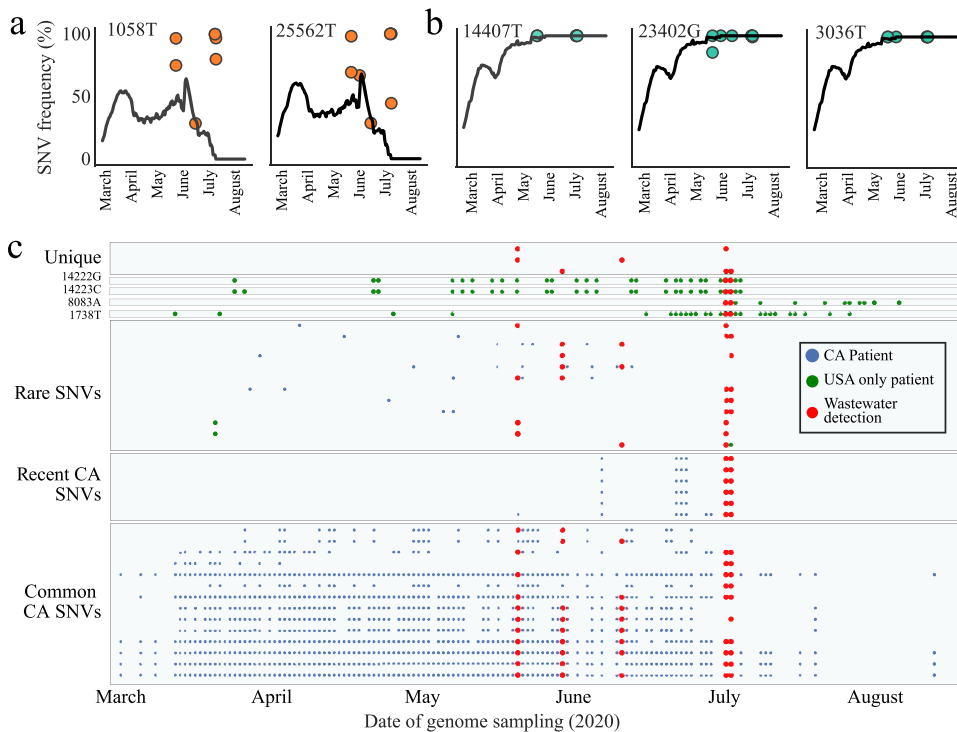 a
b
1058T
25562T
14407T
23402G
3036T
SNV frequency (%)
100
50
0
March
April
May
June
July
August
March
April
May
June
July
August
March
April
May
June
July
August
March
April
May
June
July
August
March
April
May
June
July
August
c
Unique
14222G
14223C
8083A
1738T
Rare SNVs
CA Patient
USA only patient
Wastewater
detection
Recent CA
SNVs
Common
CA SNVs
March
April
May
June
July
August
Date of genome sampling (2020)